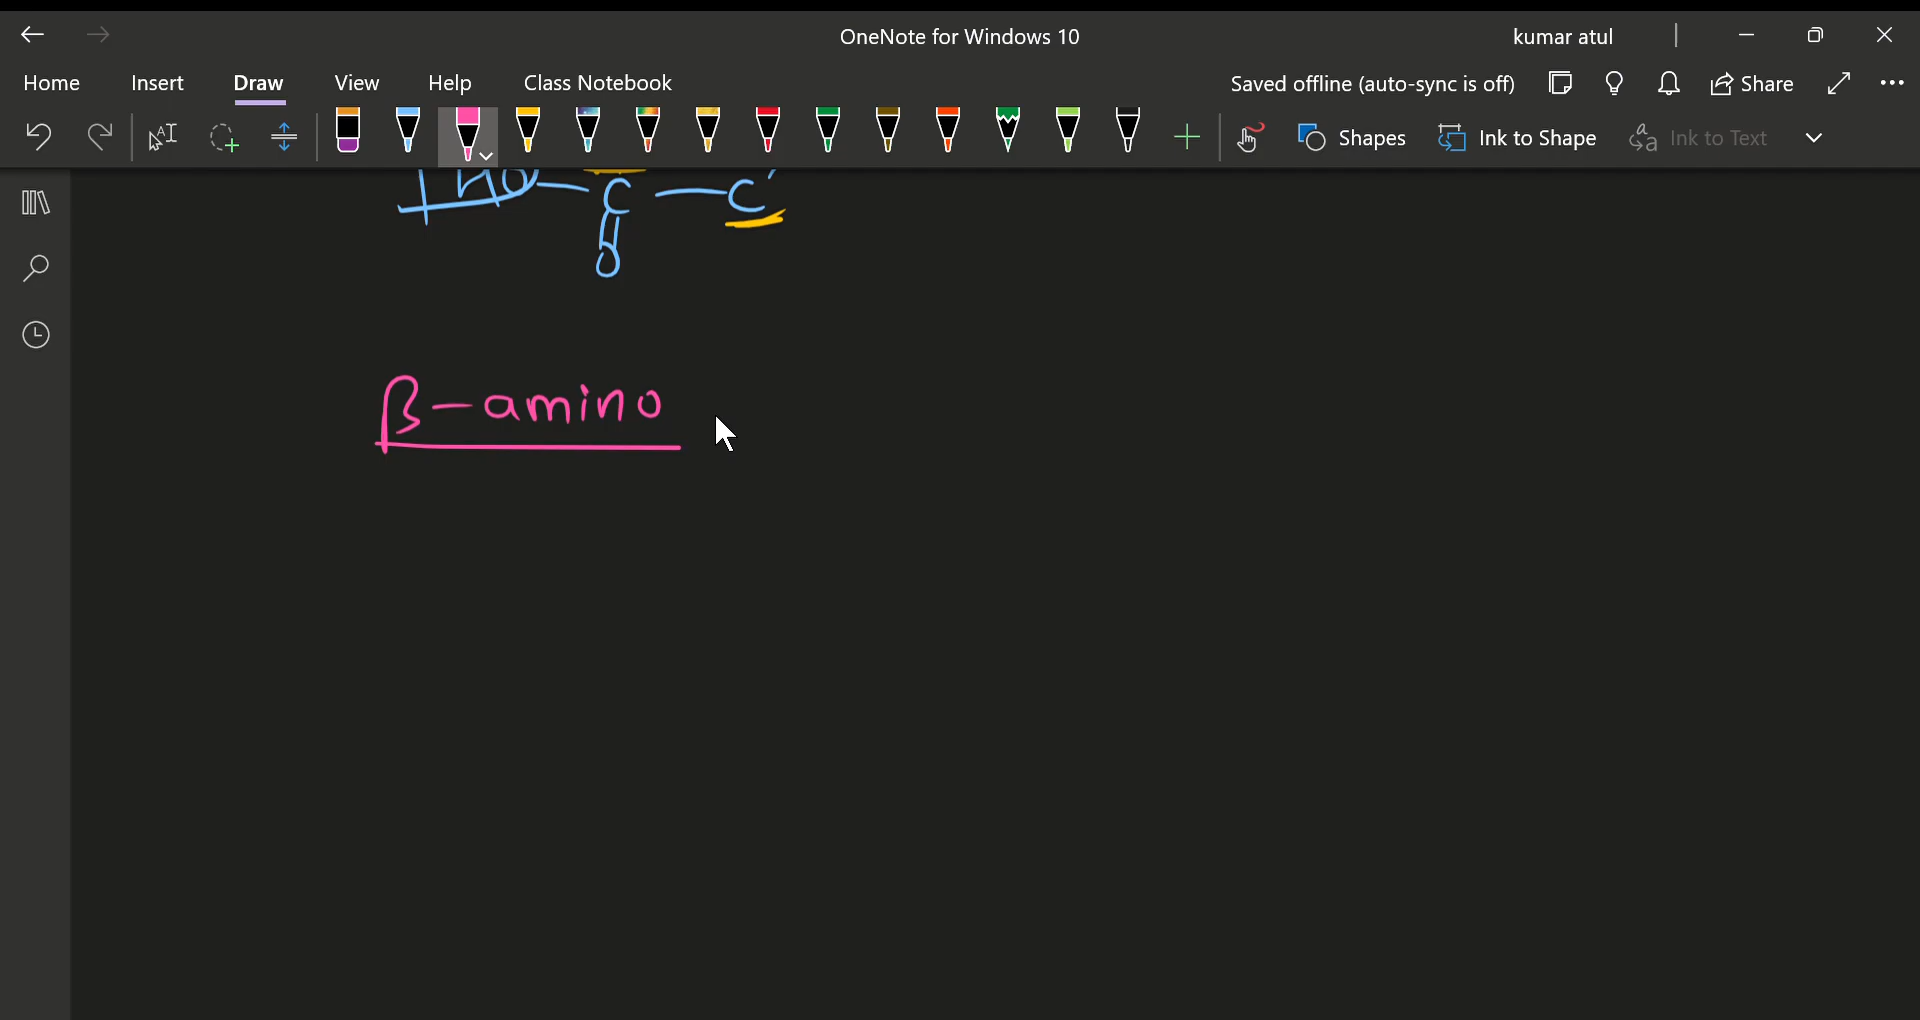 OneNote for Windows 10
kumar atul
Home Insert Draw View Help Class Notebook
Saved offline (auto-sync is off) Share
Shapes Ink to Shape Ink to Text
C — C
β-amino